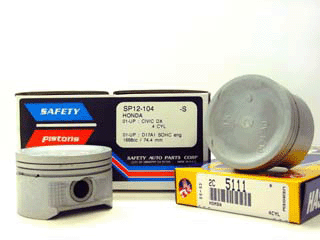 SAFETY
Pistons
SP12-104 -S
HONDA
01-UP : CIVIC DX
4 CYL
01-UP : D17A1 SOHC eng
1668cc / 74.4 mm
SAFETY AUTO PARTS CORP
2C 5111
HONDA
4CYL